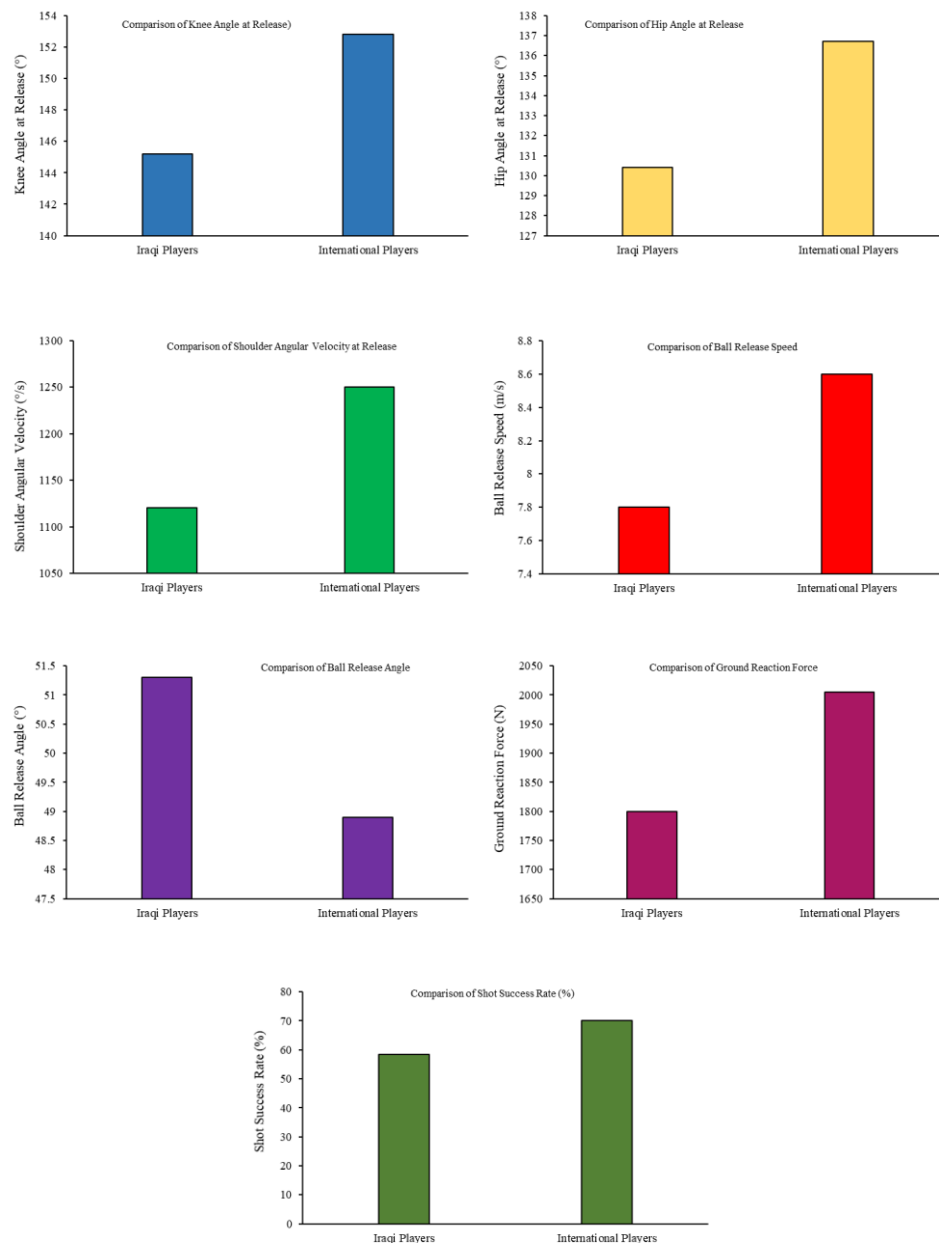 Comparison of Knee Angle at Release)
Knee Angle at Release (°)
154
152
150
148
146
144
142
140
Iraqi Players
International Players
Comparison of Hip Angle at Release
Hip Angle at Release (°)
138
137
136
135
134
133
132
131
130
129
128
127
Iraqi Players
International Players
Comparison of Shoulder Angular Velocity at Release
Shoulder Angular Velocity (°/s)
1300
1250
1200
1150
1100
1050
Iraqi Players
International Players
Comparison of Ball Release Speed
Ball Release Speed (m/s)
8.8
8.6
8.4
8.2
8
7.8
7.6
7.4
Iraqi Players
International Players
Comparison of Ball Release Angle
Ball Release Angle (°)
51.5
51
50.5
50
49.5
49
48.5
48
47.5
Iraqi Players
International Players
Comparison of Ground Reaction Force
Ground Reaction Force (N)
2050
2000
1950
1900
1850
1800
1750
1700
1650
Iraqi Players
International Players
Comparison of Shot Success Rate (%)
Shot Success Rate (%)
80
70
60
50
40
30
20
10
0
Iraqi Players
International Players